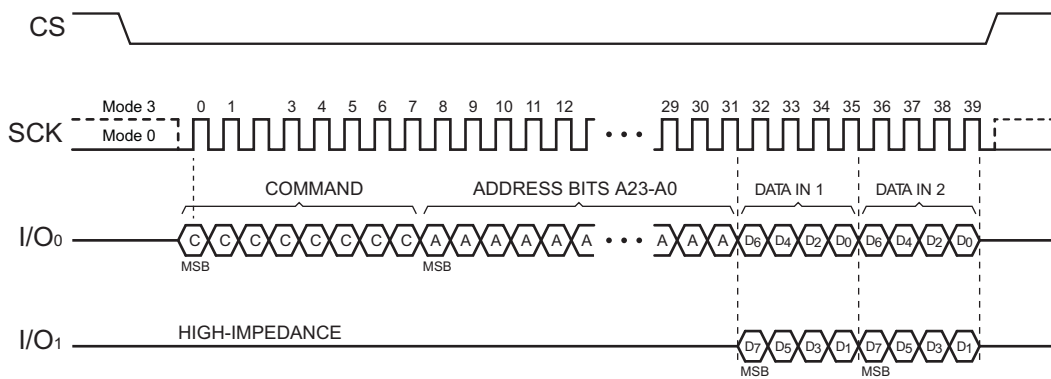 CS
Mode 3
SCK
Mode 0
0 1 3 4 5 6 7 8 9 10 11 12 29 30 31 32 33 34 35 36 37 38 39
COMMAND ADDRESS BITS A23-A0 DATA IN 1 DATA IN 2
I/O0 C C C C C C C C A A A A A A A A A D6 D4 D2 D0 D6 D4 D2 D0
MSB MSB
HIGH-IMPEDANCE
I/O1 D7 D5 D3 D1 D7 D5 D3 D1
MSB MSB